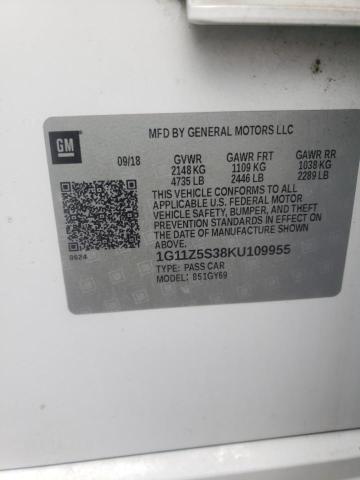 GM
MFD BY GENERAL MOTORS LLC
09/18 GVWR GAWR FRT GAWR RR
2148 KG 1109 KG 1038 KG
4735 LB 2446 LB 2289 LB
THIS VEHICLE CONFORMS TO ALL
APPLICABLE U.S. FEDERAL MOTOR
VEHICLE SAFETY, BUMPER, AND THEFT
PREVENTION STANDARDS IN EFFECT
ON THE DATE OF MANUFACTURE SHOWN
ABOVE.
0624
1G11Z5S38KU109955
TYPE: PASS CAR
MODEL: 851GY69